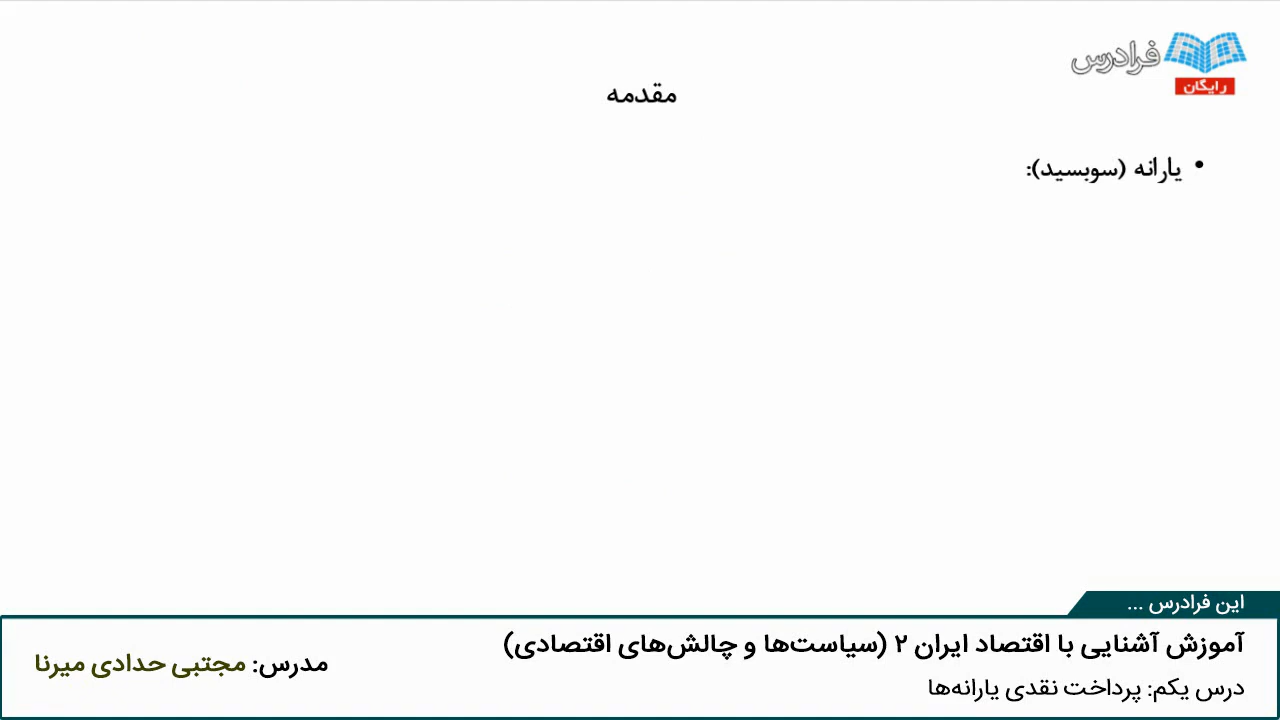 فرادرس
رایگان
مقدمه
• یارانه (سوبسید):
این فرادرس ...
آموزش آشنایی با اقتصاد ایران ۲ (سیاست‌ها و چالش‌های اقتصادی)
درس یکم: پرداخت نقدی یارانه‌ها
مدرس: مجتبی حدادی میرنا